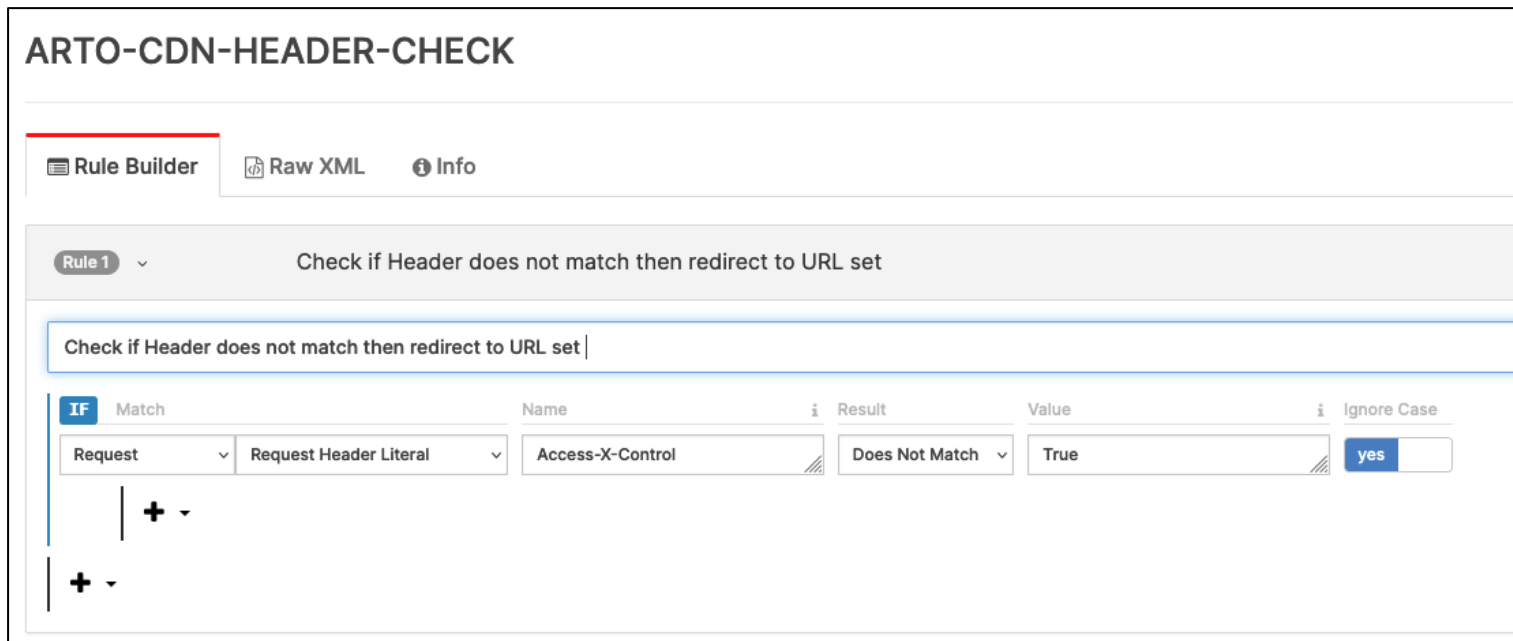 ARTO-CDN-HEADER-CHECK
Rule Builder Raw XML Info
Rule 1 Check if Header does not match then redirect to URL set
Check if Header does not match then redirect to URL set
IF Match Name i Result Value i Ignore Case
Request Request Header Literal Access-X-Control Does Not Match True yes